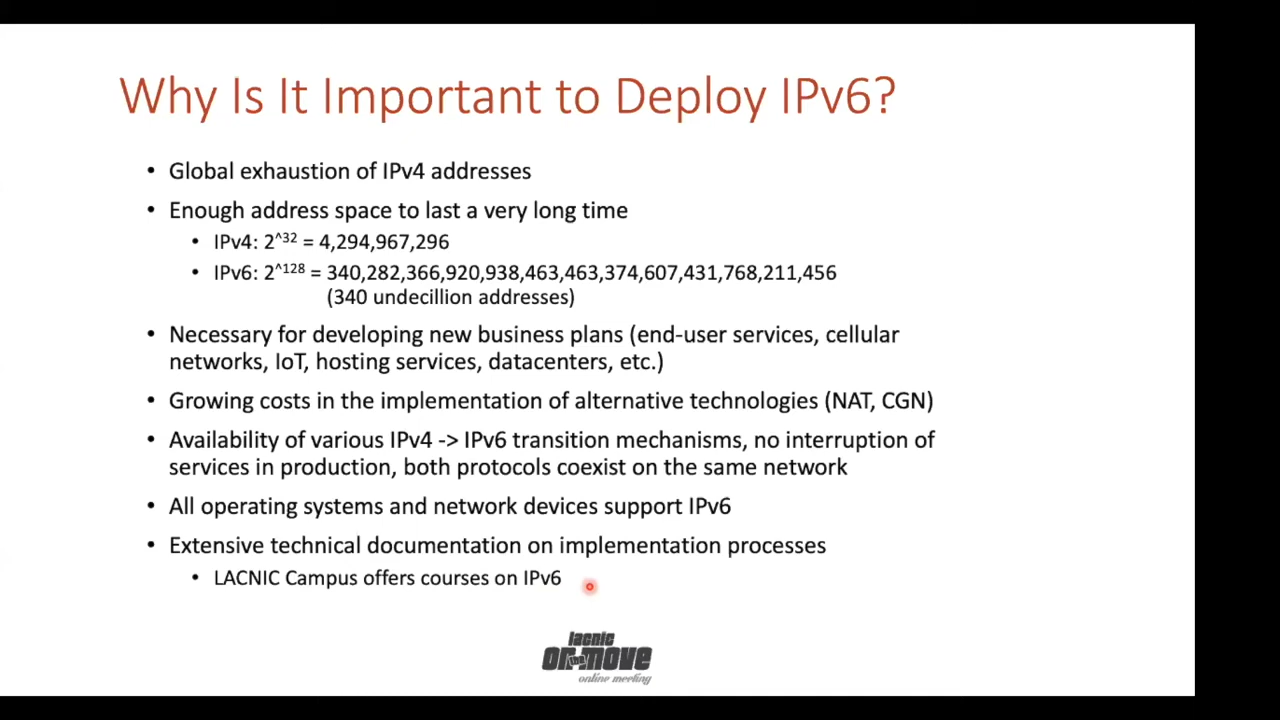 Why Is It Important to Deploy IPv6?
• Global exhaustion of IPv4 addresses
• Enough address space to last a very long time
• IPv4: 2^32 = 4,294,967,296
• IPv6: 2^128 = 340,282,366,920,938,463,463,374,607,431,768,211,456
(340 undecillion addresses)
• Necessary for developing new business plans (end-user services, cellular
networks, IoT, hosting services, datacenters, etc.)
• Growing costs in the implementation of alternative technologies (NAT, CGN)
• Availability of various IPv4 -> IPv6 transition mechanisms, no interruption of
services in production, both protocols coexist on the same network
• All operating systems and network devices support IPv6
• Extensive technical documentation on implementation processes
• LACNIC Campus offers courses on IPv6
lacnic
on the move
online meeting